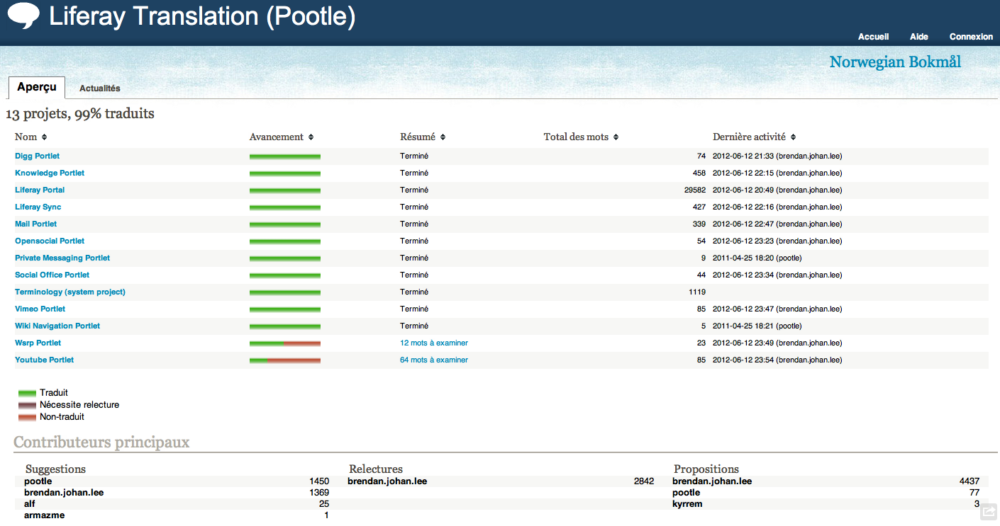 Liferay Translation (Pootle)
Accueil Aide Connexion
Norwegian Bokmål
Aperçu Actualités
13 projets, 99% traduits
Nom Avancement Résumé Total des mots Dernière activité
Digg Portlet Terminé 74 2012-06-12 21:33 (brendan.johan.lee)
Knowledge Portlet Terminé 458 2012-06-12 22:15 (brendan.johan.lee)
Liferay Portal Terminé 29582 2012-06-12 20:49 (brendan.johan.lee)
Liferay Sync Terminé 427 2012-06-12 22:16 (brendan.johan.lee)
Mail Portlet Terminé 339 2012-06-12 22:47 (brendan.johan.lee)
Opensocial Portlet Terminé 54 2012-06-12 23:23 (brendan.johan.lee)
Private Messaging Portlet Terminé 9 2011-04-25 18:20 (pootle)
Social Office Portlet Terminé 44 2012-06-12 23:34 (brendan.johan.lee)
Terminology (system project) Terminé 1119
Vimeo Portlet Terminé 85 2012-06-12 23:47 (brendan.johan.lee)
Wiki Navigation Portlet Terminé 5 2011-04-25 18:21 (pootle)
Wsrp Portlet 12 mots à examiner 23 2012-06-12 23:49 (brendan.johan.lee)
Youtube Portlet 64 mots à examiner 85 2012-06-12 23:54 (brendan.johan.lee)
Traduit
Nécessite relecture
Non-traduit
Contributeurs principaux
Suggestions Relectures Propositions
pootle 1450 brendan.johan.lee 2842 brendan.johan.lee 4437
brendan.johan.lee 1369 pootle 77
alf 25 kyrrem 3
armazme 1